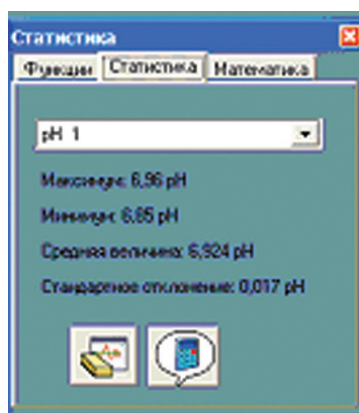 Статистика
Функции Статистика Математика
pH 1
Максимум: 6,96 pH
Минимум: 6.85 pH
Средняя величина: 6,924 pH
Стандартное отклонение: 0,017 pH